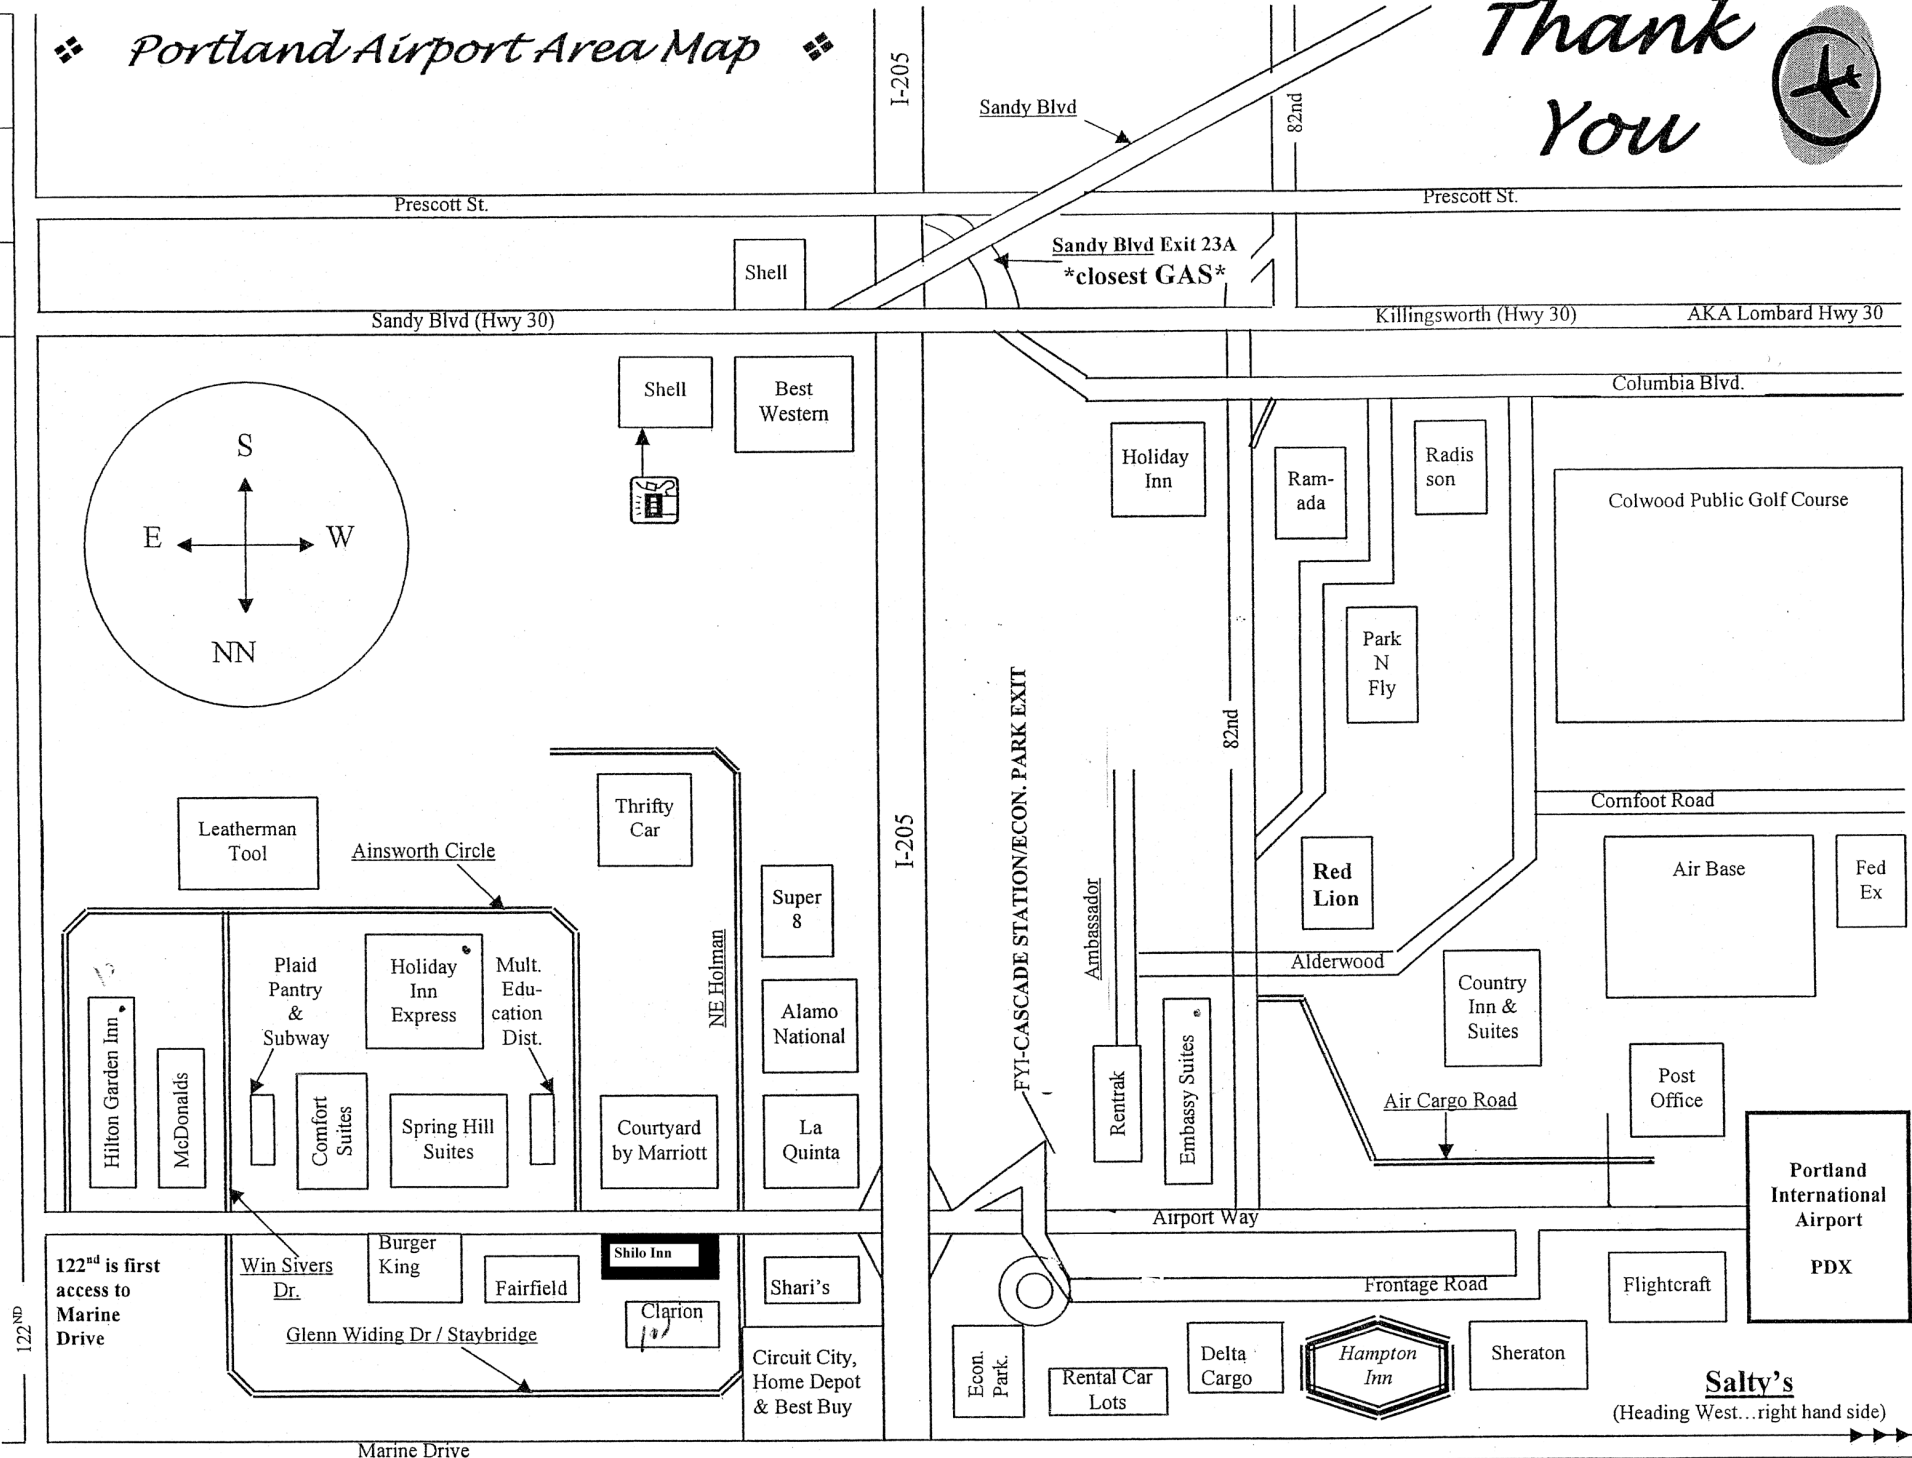 Portland Airport Area Map
Thank
You
I-205
Sandy Blvd
82nd
Prescott St.
Prescott St.
Shell
Sandy Blvd Exit 23A
*closest GAS*
Sandy Blvd (Hwy 30)
Killingsworth (Hwy 30)
AKA Lombard Hwy 30
Columbia Blvd.
Shell
Best
Western
S
E
W
NN
Holiday
Inn
Ram-
ada
Radis
son
Colwood Public Golf Course
Park
N
Fly
82nd
FYI-CASCADE STATION/ECON. PARK EXIT
Cornfoot Road
Leatherman
Tool
Thrifty
Car
Ainsworth Circle
I-205
Super
8
Ambassador
Red
Lion
Air Base
Fed
Ex
Alderwood
NE Holman
Plaid
Pantry
&
Subway
Holiday
Inn
Express
Mult.
Edu-
cation
Dist.
Alamo
National
Country
Inn &
Suites
Hilton Garden Inn
McDonalds
Comfort
Suites
Spring Hill
Suites
Courtyard
by Marriott
La
Quinta
Rentrak
Embassy Suites
Air Cargo Road
Post
Office
Portland
International
Airport
PDX
Airport Way
122nd is first
access to
Marine
Drive
Win Sivers
Dr.
Burger
King
Fairfield
Shilo Inn
Clarion
Shari's
Frontage Road
Flightcraft
122ND
Glenn Widing Dr / Staybridge
Circuit City,
Home Depot
& Best Buy
Econ.
Park.
Rental Car
Lots
Delta
Cargo
Hampton
Inn
Sheraton
Salty's
(Heading West...right hand side)
Marine Drive